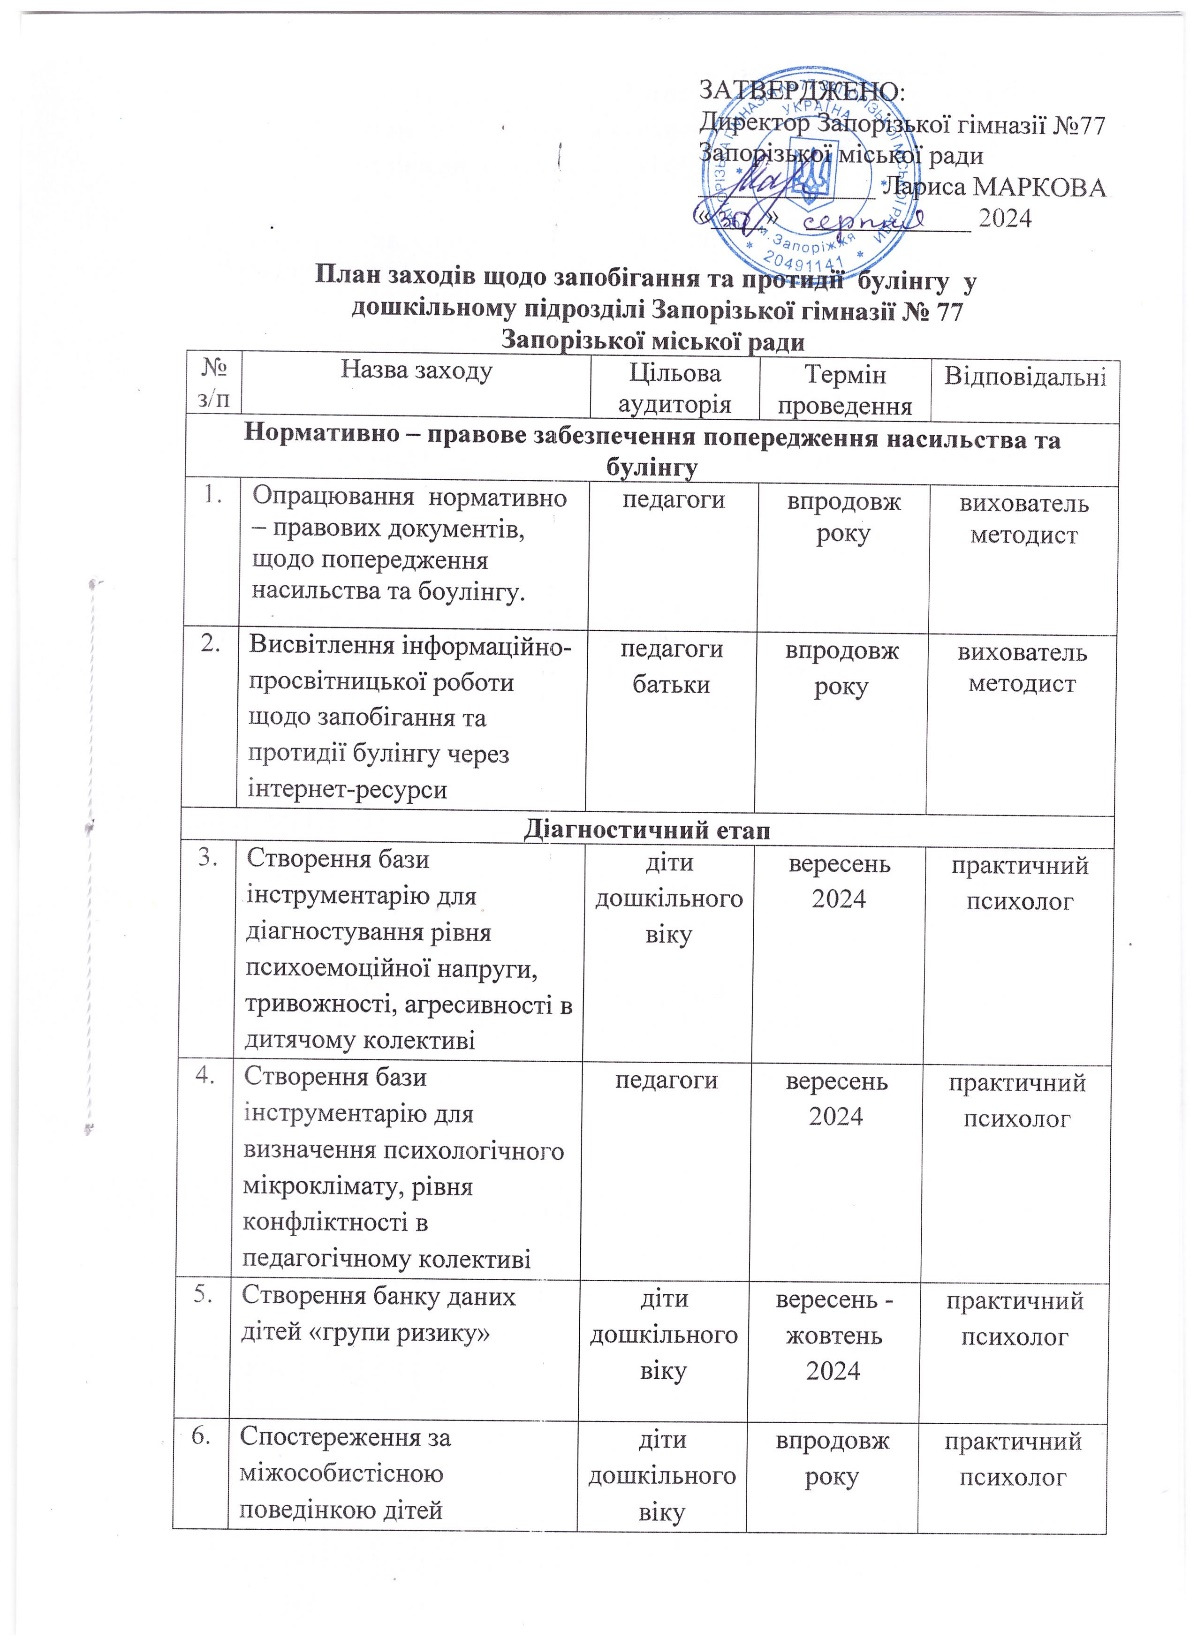 ЗАТВЕРДЖЕНО:
Директор Запорізької гімназії №77
Запорізької міської ради
Лариса МАРКОВА
«30» серпня 2024
УКРАЇНА
м.Запоріжжя
* 20491141 *
План заходів щодо запобігання та протидії булінгу у
дошкільному підрозділі Запорізької гімназії № 77
Запорізької міської ради
№ Назва заходу Цільова Термін Відповідальні
з/п аудиторія проведення
Нормативно – правове забезпечення попередження насильства та
булінгу
1. Опрацювання нормативно педагоги впродовж вихователь
– правових документів, року методист
щодо попередження
насильства та боулінгу.
2. Висвітлення інформаційно- педагоги впродовж вихователь
просвітницької роботи батьки року методист
щодо запобігання та
протидії булінгу через
інтернет-ресурси
Діагностичний етап
3. Створення бази діти вересень практичний
інструментарію для дошкільного 2024 психолог
діагностування рівня віку
психоемоційної напруги,
тривожності, агресивності в
дитячому колективі
4. Створення бази педагоги вересень практичний
інструментарію для 2024 психолог
визначення психологічного
мікроклімату, рівня
конфліктності в
педагогічному колективі
5. Створення банку даних діти вересень - практичний
дітей «групи ризику» дошкільного жовтень психолог
віку 2024
6. Спостереження за діти впродовж практичний
міжособистісною дошкільного року психолог
поведінкою дітей віку